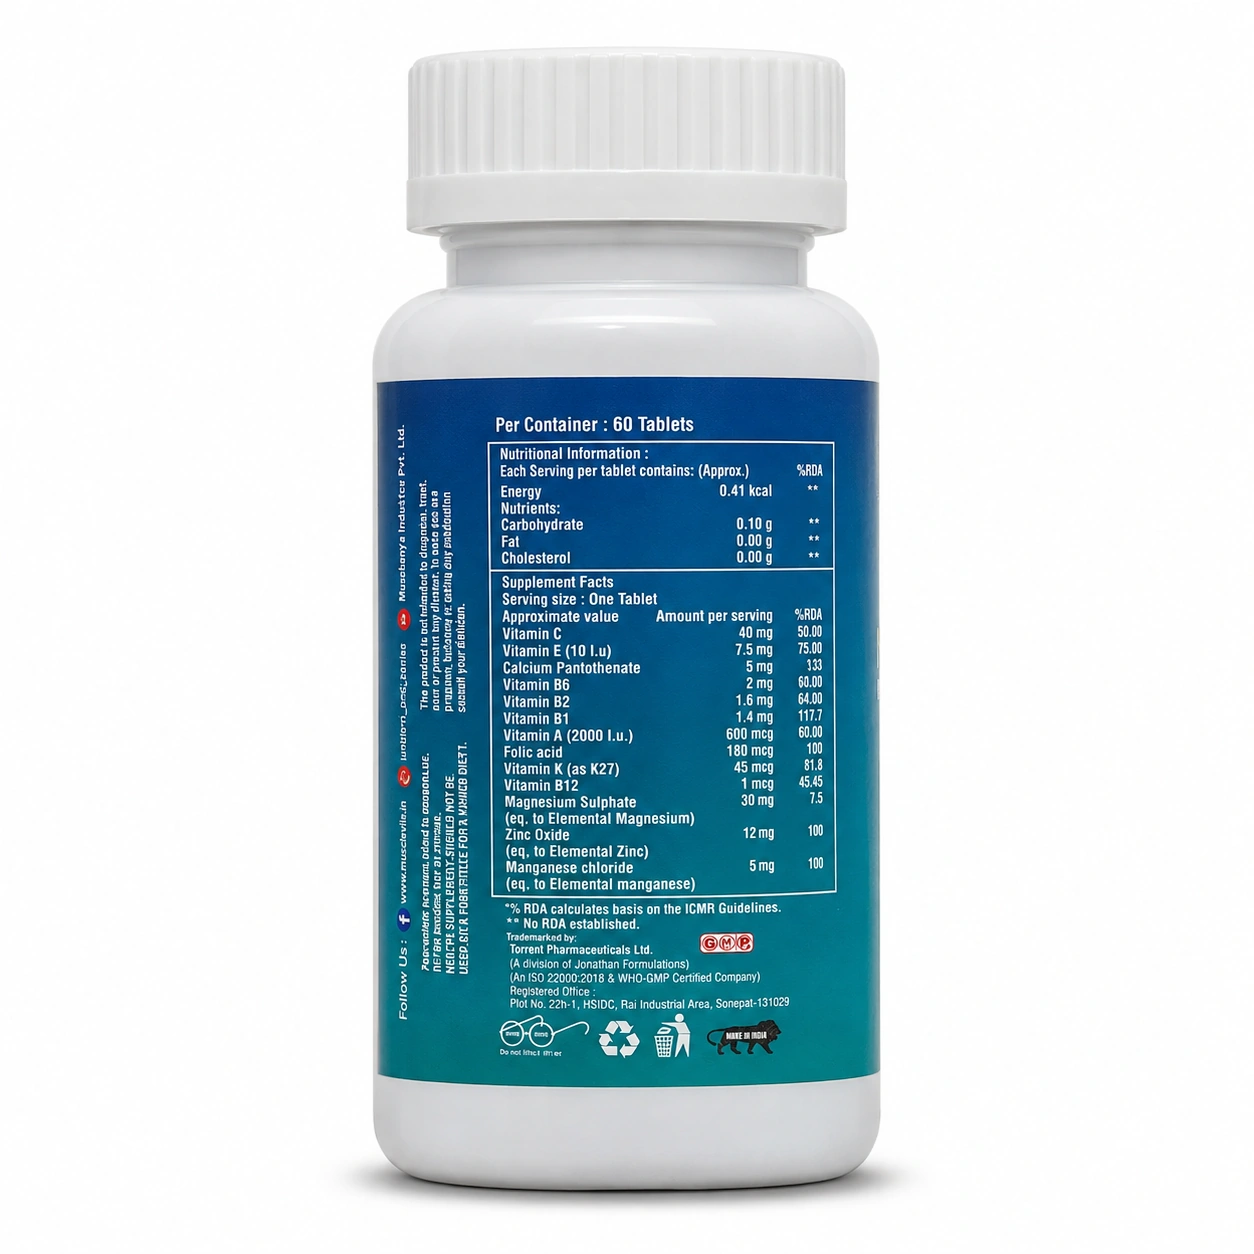 Per Container : 60 Tablets
Nutritional Information :
Each Serving per tablet contains: (Approx.) %RDA
Energy 0.41 kcal **
Nutrients:
Carbohydrate 0.10 g **
Fat 0.00 g **
Cholesterol 0.00 g **
Supplement Facts
Serving size : One Tablet
Approximate value Amount per serving %RDA
Vitamin C 40 mg 50.00
Vitamin E (10 I.u) 7.5 mg 75.00
Calcium Pantothenate 5 mg 133
Vitamin B6 2 mg 60.00
Vitamin B2 1.6 mg 64.00
Vitamin B1 1.4 mg 117.7
Vitamin A (2000 I.u.) 600 mcg 60.00
Folic acid 180 mcg 100
Vitamin K (as K27) 45 mcg 81.8
Vitamin B12 1 mcg 45.45
Magnesium Sulphate 30 mg 7.5
(eq. to Elemental Magnesium)
Zinc Oxide 12 mg 100
(eq, to Elemental Zinc)
Manganese chloride 5 mg 100
(eq, to Elemental manganese)
*% RDA calculates basis on the ICMR Guidelines.
** No RDA established.
Trademarked by:
Torrent Pharmaceuticals Ltd.
GMP
(A division of Jonathan Formulations)
(An ISO 22000:2018 & WHO-GMP Certified Company)
Registered Office :
Plot No. 22h-1, HSIDC, Rai Industrial Area, Sonepat-131029
Do not
MAKE IN INDIA
Follow Us : f www.musclevile.in Pvt. Ltd.
The product is not
your